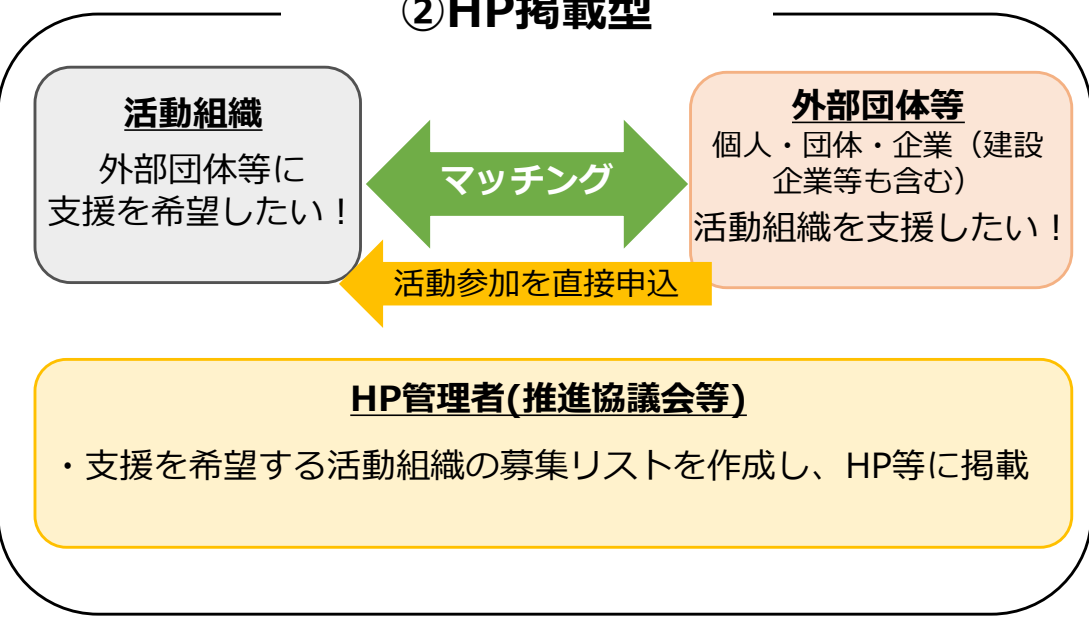 ②HP掲載型
活動組織
外部団体等に
支援を希望したい！
マッチング
外部団体等
個人・団体・企業（建設
企業等も含む）
活動組織を支援したい！
活動参加を直接申込
HP管理者(推進協議会等)
・支援を希望する活動組織の募集リストを作成し、HP等に掲載